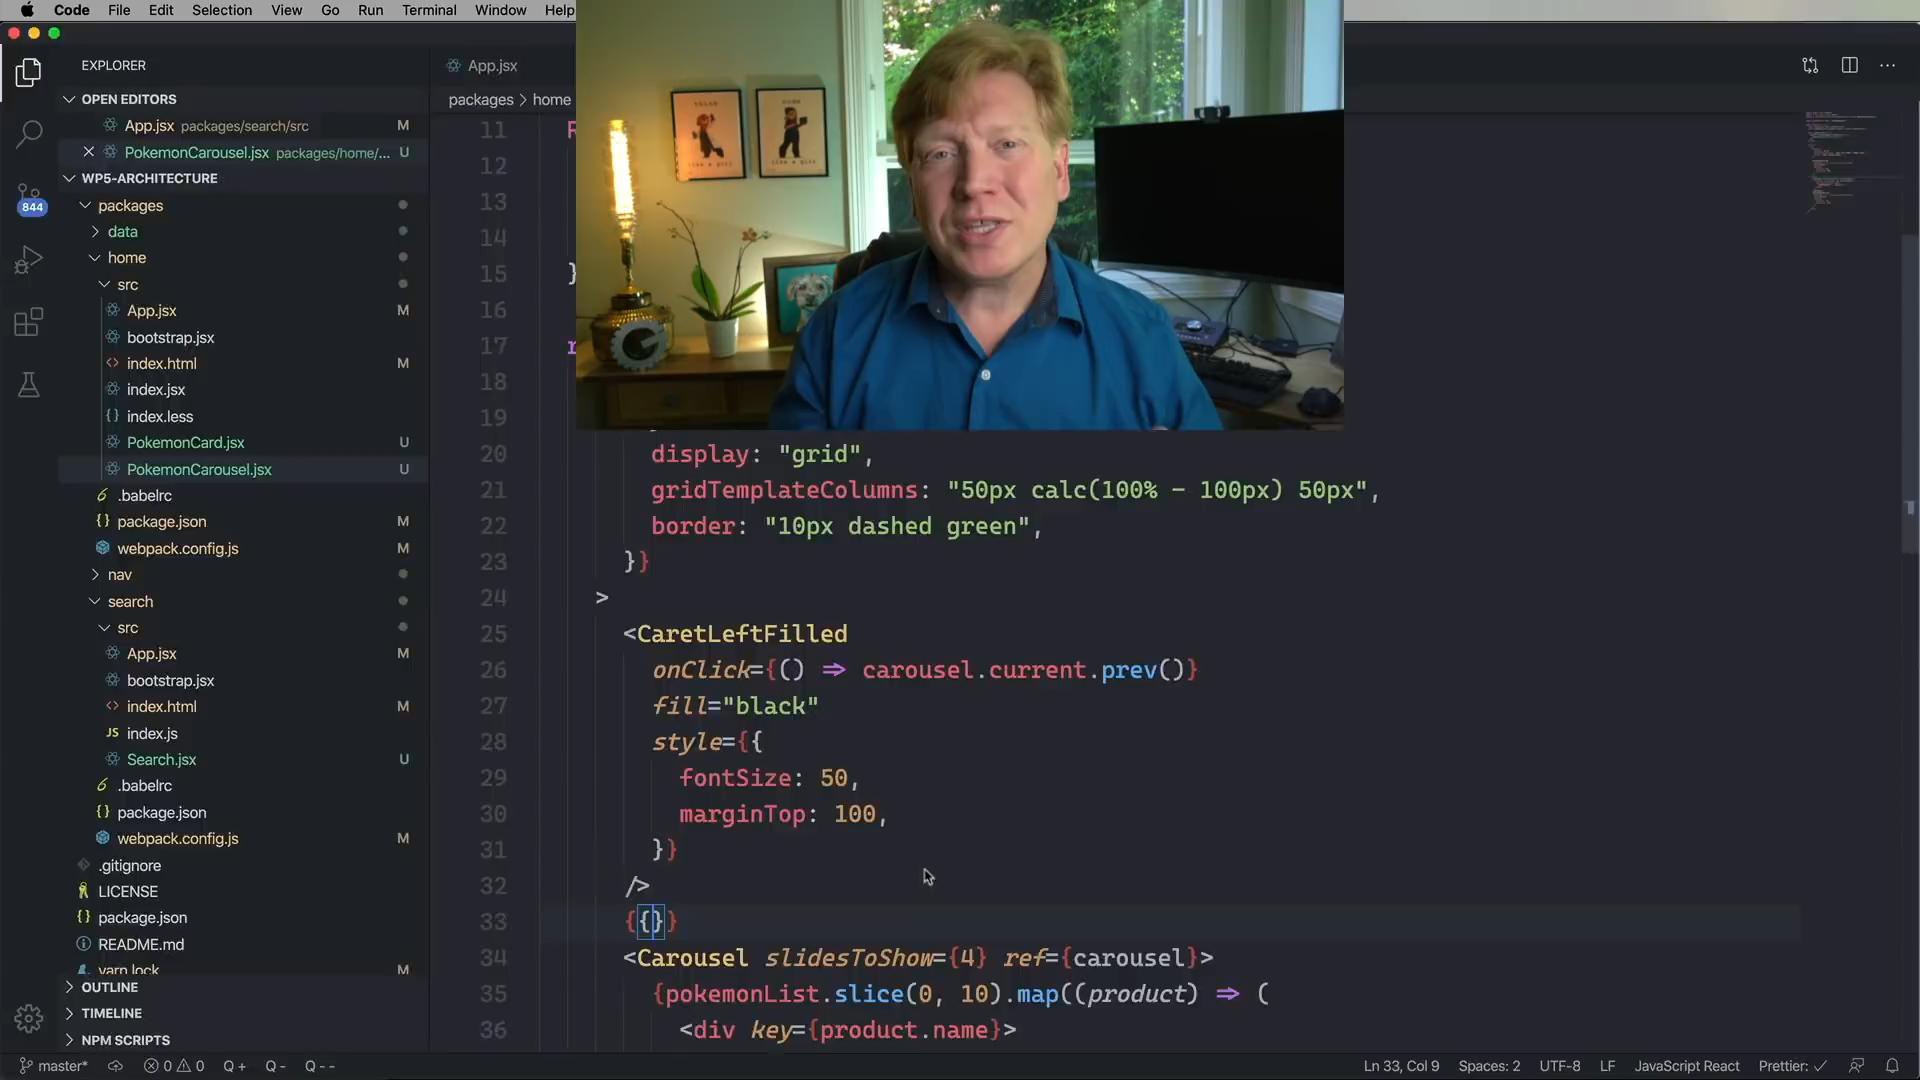 Code File Edit Selection View Go Run Terminal Window Help
EXPLORER
App.jsx
OPEN EDITORS
packages > home
App.jsx packages/search/src M
PokemonCarousel.jsx packages/home/... U
WP5-ARCHITECTURE
packages
data
home
src
App.jsx M
bootstrap.jsx
index.html M
index.jsx
index.less
PokemonCard.jsx U
PokemonCarousel.jsx U
.babelrc
package.json M
webpack.config.js M
nav
search
src
App.jsx M
bootstrap.jsx
index.html M
index.js
Search.jsx U
.babelrc
package.json
webpack.config.js M
.gitignore
LICENSE
package.json
README.md
yarn.lock M
OUTLINE
TIMELINE
NPM SCRIPTS
844
11
12
13
14
15 }
16
17
18
19
20 display: "grid",
21 gridTemplateColumns: "50px calc(100% - 100px) 50px",
22 border: "10px dashed green",
23 }}
24 >
25 <CaretLeftFilled
26 onClick={() => carousel.current.prev()}
27 fill="black"
28 style={{
29 fontSize: 50,
30 marginTop: 100,
31 }}
32 />
33 {{}}
34 <Carousel slidesToShow={4} ref={carousel}>
35 {pokemonList.slice(0, 10).map((product) => (
36 <div key={product.name}>
master* 0 0 Q + Q - Q - -
Ln 33, Col 9 Spaces: 2 UTF-8 LF JavaScript React Prettier: ✓